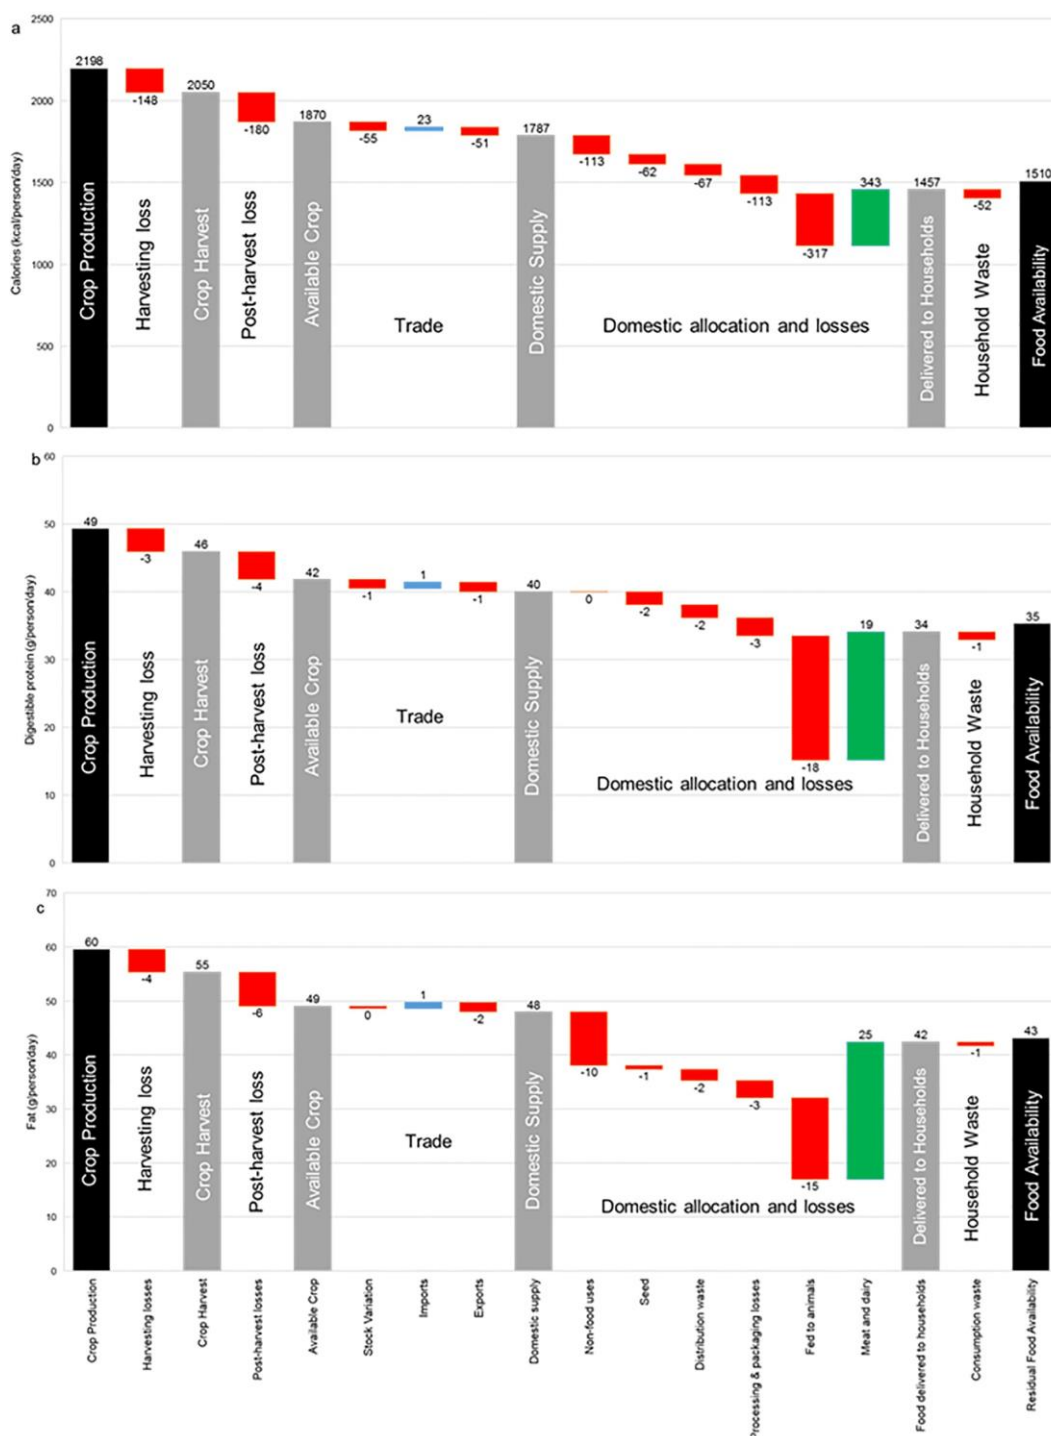 a
Calories (kcal/person/day)
2500
2000
1500
1000
500
0
2198
-148
2050
-180
1870
-55
23
-51
1787
-113
-62
-67
-113
-317
343
1457
-52
1510
Crop Production
Harvesting loss
Crop Harvest
Post-harvest loss
Available Crop
Trade
Domestic Supply
Domestic allocation and losses
Delivered to Households
Household Waste
Food Availability
b
Digestible protein (g/person/day)
60
50
40
30
20
10
0
49
-3
46
-4
42
-1
1
-1
40
0
-2
-2
-3
-18
19
34
-1
35
Crop Production
Harvesting loss
Crop Harvest
Post-harvest loss
Available Crop
Trade
Domestic Supply
Domestic allocation and losses
Delivered to Households
Household Waste
Food Availability
c
Fat (g/person/day)
70
60
50
40
30
20
10
0
60
-4
55
-6
49
0
1
-2
48
-10
-1
-2
-3
-15
25
42
-1
43
Crop Production
Harvesting loss
Crop Harvest
Post-harvest loss
Available Crop
Trade
Domestic Supply
Domestic allocation and losses
Delivered to Households
Household Waste
Food Availability
Crop Production
Harvesting losses
Crop Harvest
Post-harvest losses
Available Crop
Stock Variation
Imports
Exports
Domestic supply
Non-food uses
Seed
Distribution waste
Processing & packaging losses
Fed to animals
Meat and dairy
Food delivered to households
Consumption waste
Residual Food Availability